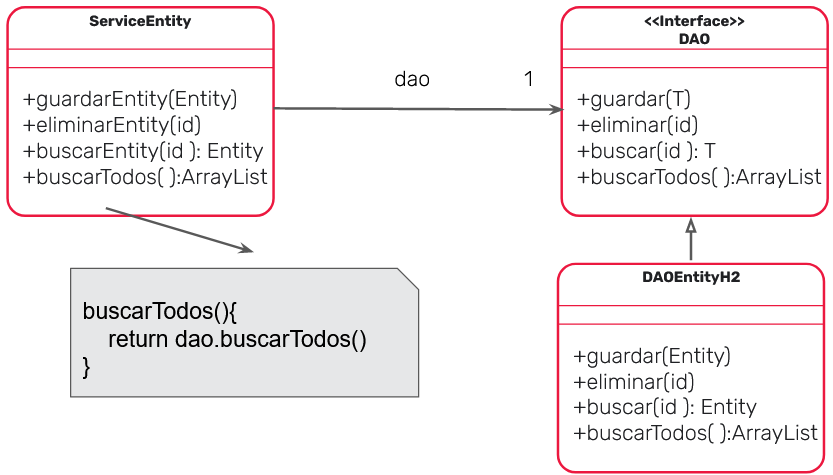 ServiceEntity
+guardarEntity(Entity)
+eliminarEntity(id)
+buscarEntity(id ): Entity
+buscarTodos( ):ArrayList
dao
1
<<Interface>>
DAO
+guardar(T)
+eliminar(id)
+buscar(id ): T
+buscarTodos( ):ArrayList
buscarTodos(){
return dao.buscarTodos()
}
DAOEntityH2
+guardar(Entity)
+eliminar(id)
+buscar(id ): Entity
+buscarTodos( ):ArrayList